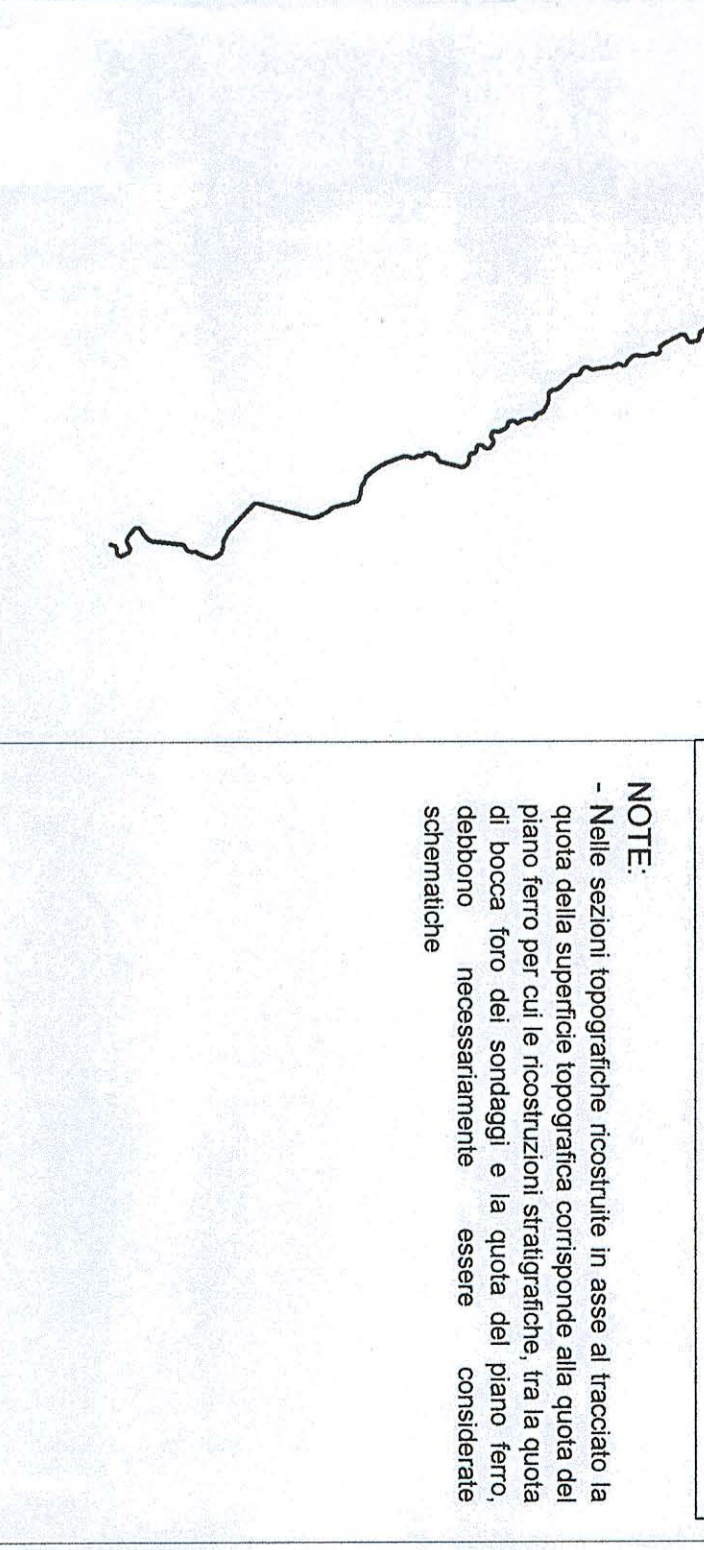 NOTE:
- Nelle sezioni topografiche ricostruite in asse al tracciato la
quota della superficie topografica corrisponde alla quota del
piano ferro per cui le ricostruzioni stratigrafiche, tra la quota
di bocca foro dei sondaggi e la quota del piano ferro,
debbono necessariamente essere considerate
schematiche